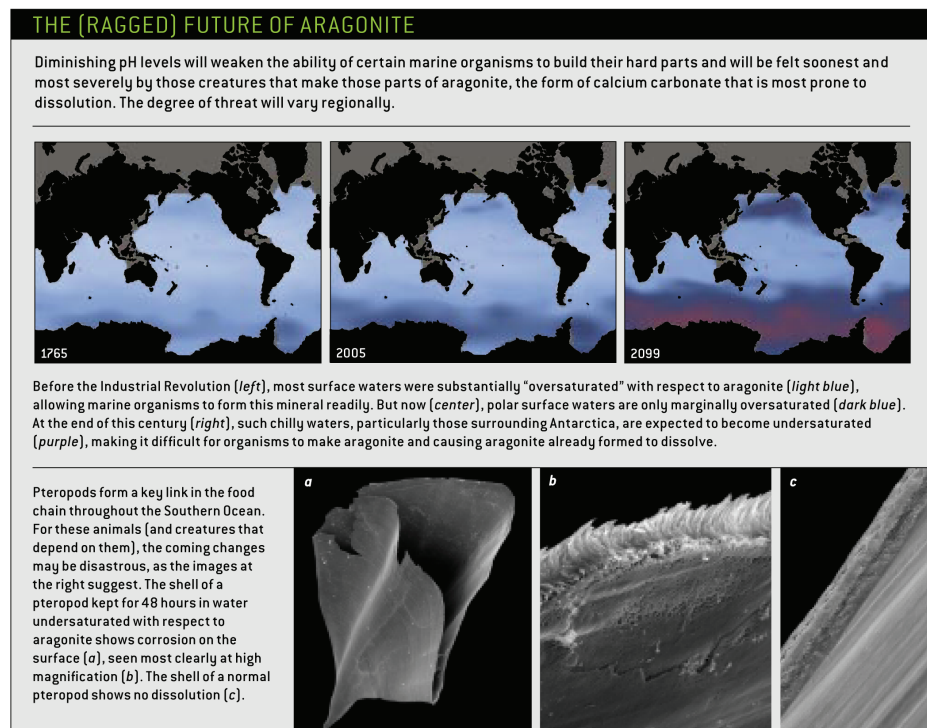 THE (RAGGED) FUTURE OF ARAGONITE
Diminishing pH levels will weaken the ability of certain marine organisms to build their hard parts and will be felt soonest and
most severely by those creatures that make those parts of aragonite, the form of calcium carbonate that is most prone to
dissolution. The degree of threat will vary regionally.
1765
2005
2099
Before the Industrial Revolution (left), most surface waters were substantially “oversaturated” with respect to aragonite (light blue),
allowing marine organisms to form this mineral readily. But now (center), polar surface waters are only marginally oversaturated (dark blue).
At the end of this century (right), such chilly waters, particularly those surrounding Antarctica, are expected to become undersaturated
(purple), making it difficult for organisms to make aragonite and causing aragonite already formed to dissolve.
Pteropods form a key link in the food
chain throughout the Southern Ocean.
For these animals (and creatures that
depend on them), the coming changes
may be disastrous, as the images at
the right suggest. The shell of a
pteropod kept for 48 hours in water
undersaturated with respect to
aragonite shows corrosion on the
surface (a), seen most clearly at high
magnification (b). The shell of a normal
pteropod shows no dissolution (c).
a
b
c